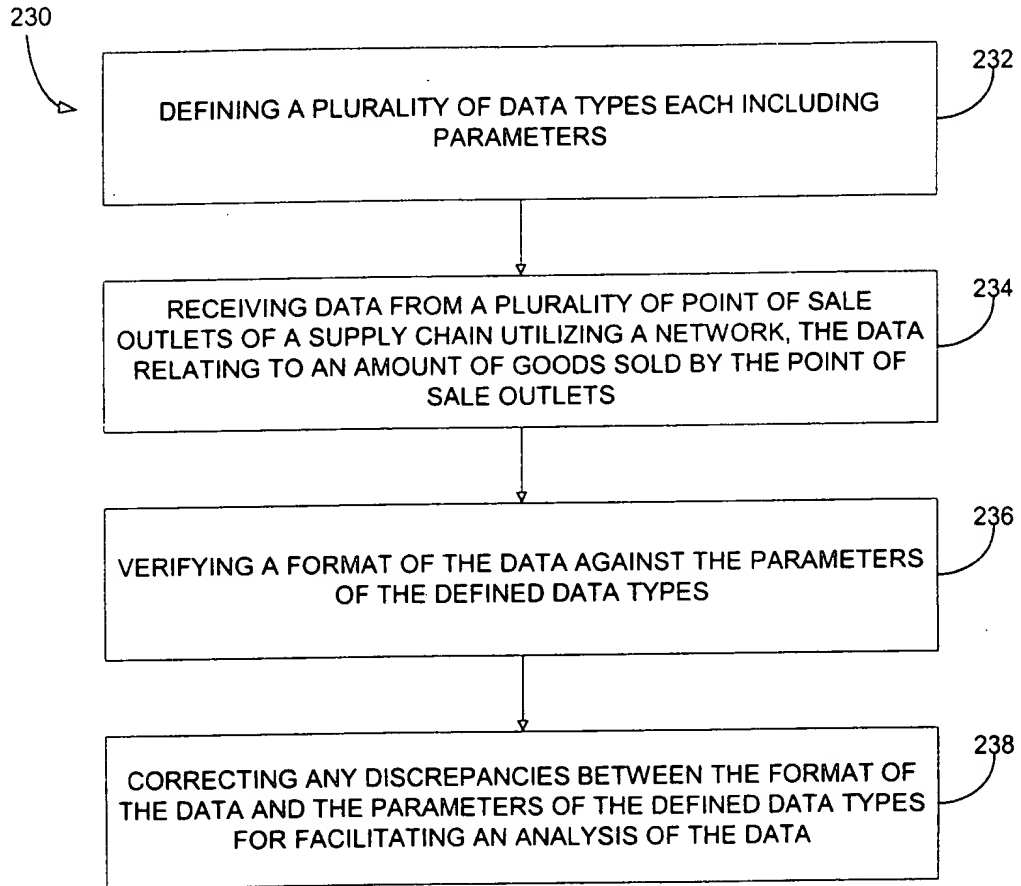 230
232
DEFINING A PLURALITY OF DATA TYPES EACH INCLUDING
PARAMETERS
234
RECEIVING DATA FROM A PLURALITY OF POINT OF SALE
OUTLETS OF A SUPPLY CHAIN UTILIZING A NETWORK, THE DATA
RELATING TO AN AMOUNT OF GOODS SOLD BY THE POINT OF
SALE OUTLETS
236
VERIFYING A FORMAT OF THE DATA AGAINST THE PARAMETERS
OF THE DEFINED DATA TYPES
238
CORRECTING ANY DISCREPANCIES BETWEEN THE FORMAT OF
THE DATA AND THE PARAMETERS OF THE DEFINED DATA TYPES
FOR FACILITATING AN ANALYSIS OF THE DATA